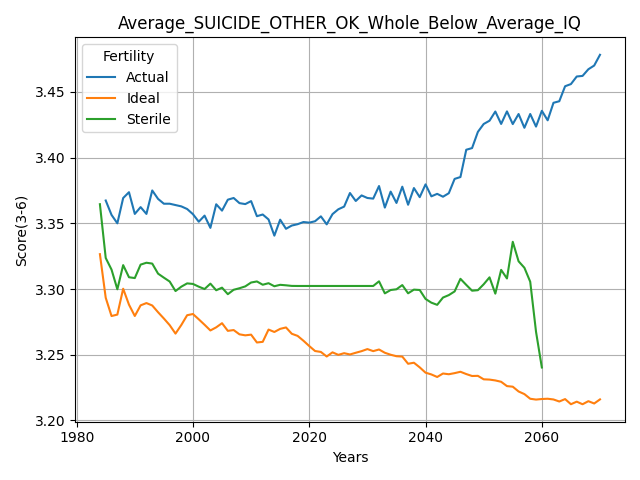 Average_SUICIDE_OTHER_OK_Whole_Below_Average_IQ
Fertility
Actual
Ideal
Sterile
Score(3-6)
3.45
3.40
3.35
3.30
3.25
3.20
1980
2000
2020
2040
2060
Years